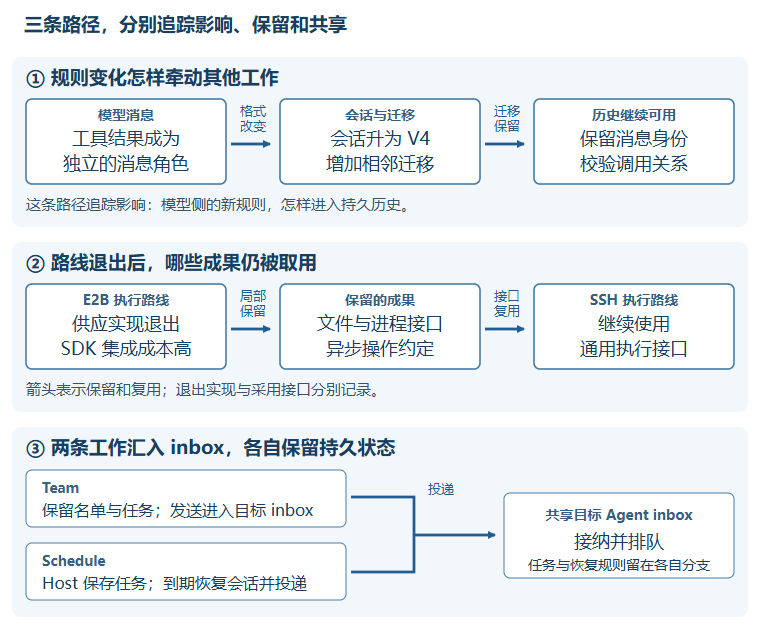 三条路径，分别追踪影响、保留和共享
① 规则变化怎样牵动其他工作
模型消息
工具结果成为
独立的消息角色
格式
改变
会话与迁移
会话升为 V4
增加相邻迁移
迁移
保留
历史继续可用
保留消息身份
校验调用关系
这条路径追踪影响：模型侧的新规则，怎样进入持久历史。
② 路线退出后，哪些成果仍被取用
E2B 执行路线
供应实现退出
SDK 集成成本高
局部
保留
保留的成果
文件与进程接口
异步操作约定
接口
复用
SSH 执行路线
继续使用
通用执行接口
箭头表示保留和复用；退出实现与采用接口分别记录。
③ 两条工作汇入 inbox，各自保留持久状态
Team
保留名单与任务；发送进入目标 inbox
Schedule
Host 保存任务；到期恢复会话并投递
投递
共享目标 Agent inbox
接纳并排队
任务与恢复规则留在各自分支